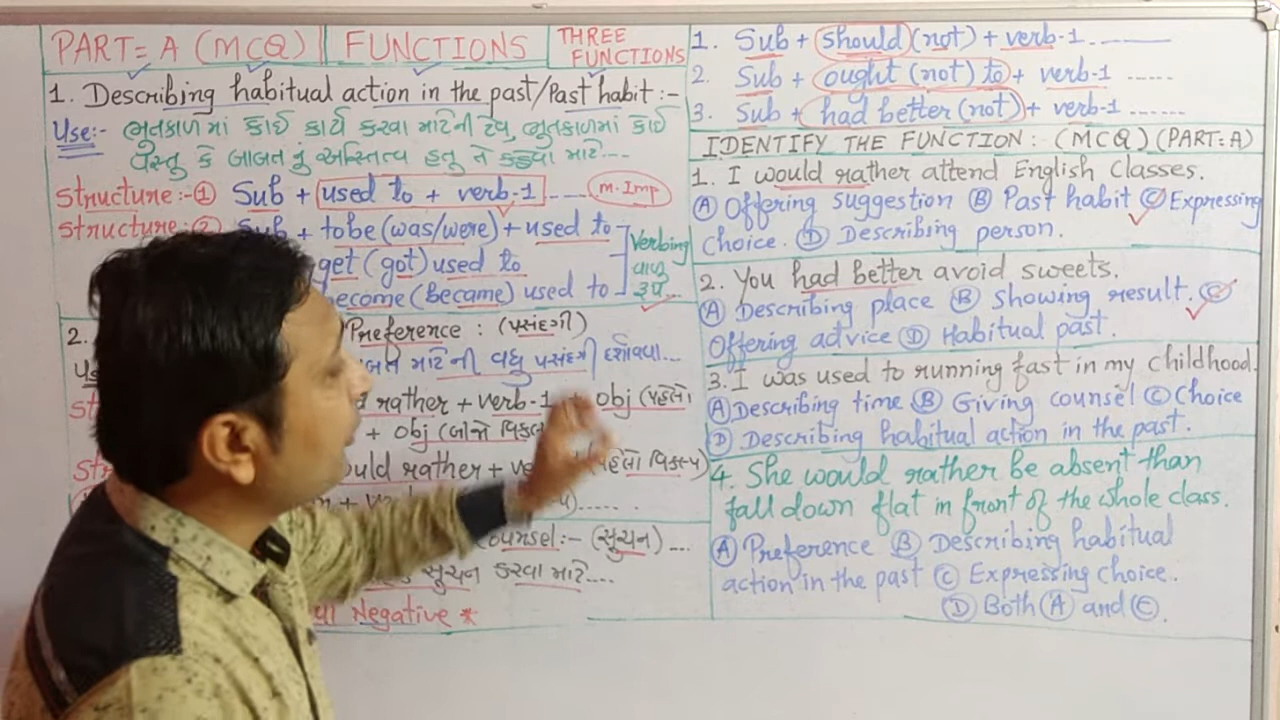 PART=A (MCQ) FUNCTIONS THREE FUNCTIONS
1. Describing habitual action in the past/Past habit :-
Use:- ભુતકાળ માં કોઈ કાર્ય કરવા માટેની ટેવ, ભુતકાળમાં કોઈ
વસ્તુ કે બાબત નું અસ્તિત્વ હતૂ તે કહેવા માટે....
Structure:-① Sub + used to + verb-1 ...... m.Imp
Structure:-② Sub + tobe (was/were) + used to
get (got) used to
become (became) used to
Verbing
વાળુ
રૂપ....
2. Preference : (પસંદગી)
માટેની વધુ પસંદગી દર્શાવવા...
rather + verb-1 + obj (પહેલો
+ obj (બીજો
would rather + પહેલો વિકલ્પ)
Counsel:- (સૂચન) ...
સૂચન કરવા માટે....
Negative *
1. Sub + should (not) + verb-1 ..........
2. Sub + ought (not) to + verb-1 ......
3. Sub + had better (not) + verb-1 ......
IDENTIFY THE FUNCTION : (MCQ) (PART:A)
1. I would rather attend English Classes.
Ⓐ Offering suggestion Ⓑ Past habit Ⓒ Expressing
choice. Ⓓ Describing person.
2. You had better avoid sweets.
Ⓐ Describing place Ⓑ Showing result. Ⓒ
Offering advice Ⓓ Habitual past.
3. I was used to running fast in my childhood.
Ⓐ Describing time Ⓑ Giving counsel Ⓒ Choice
Ⓓ Describing habitual action in the past.
4. She would rather be absent than
fall down flat in front of the whole class.
Ⓐ Preference Ⓑ Describing habitual
action in the past Ⓒ Expressing choice.
Ⓓ Both Ⓐ and Ⓒ.